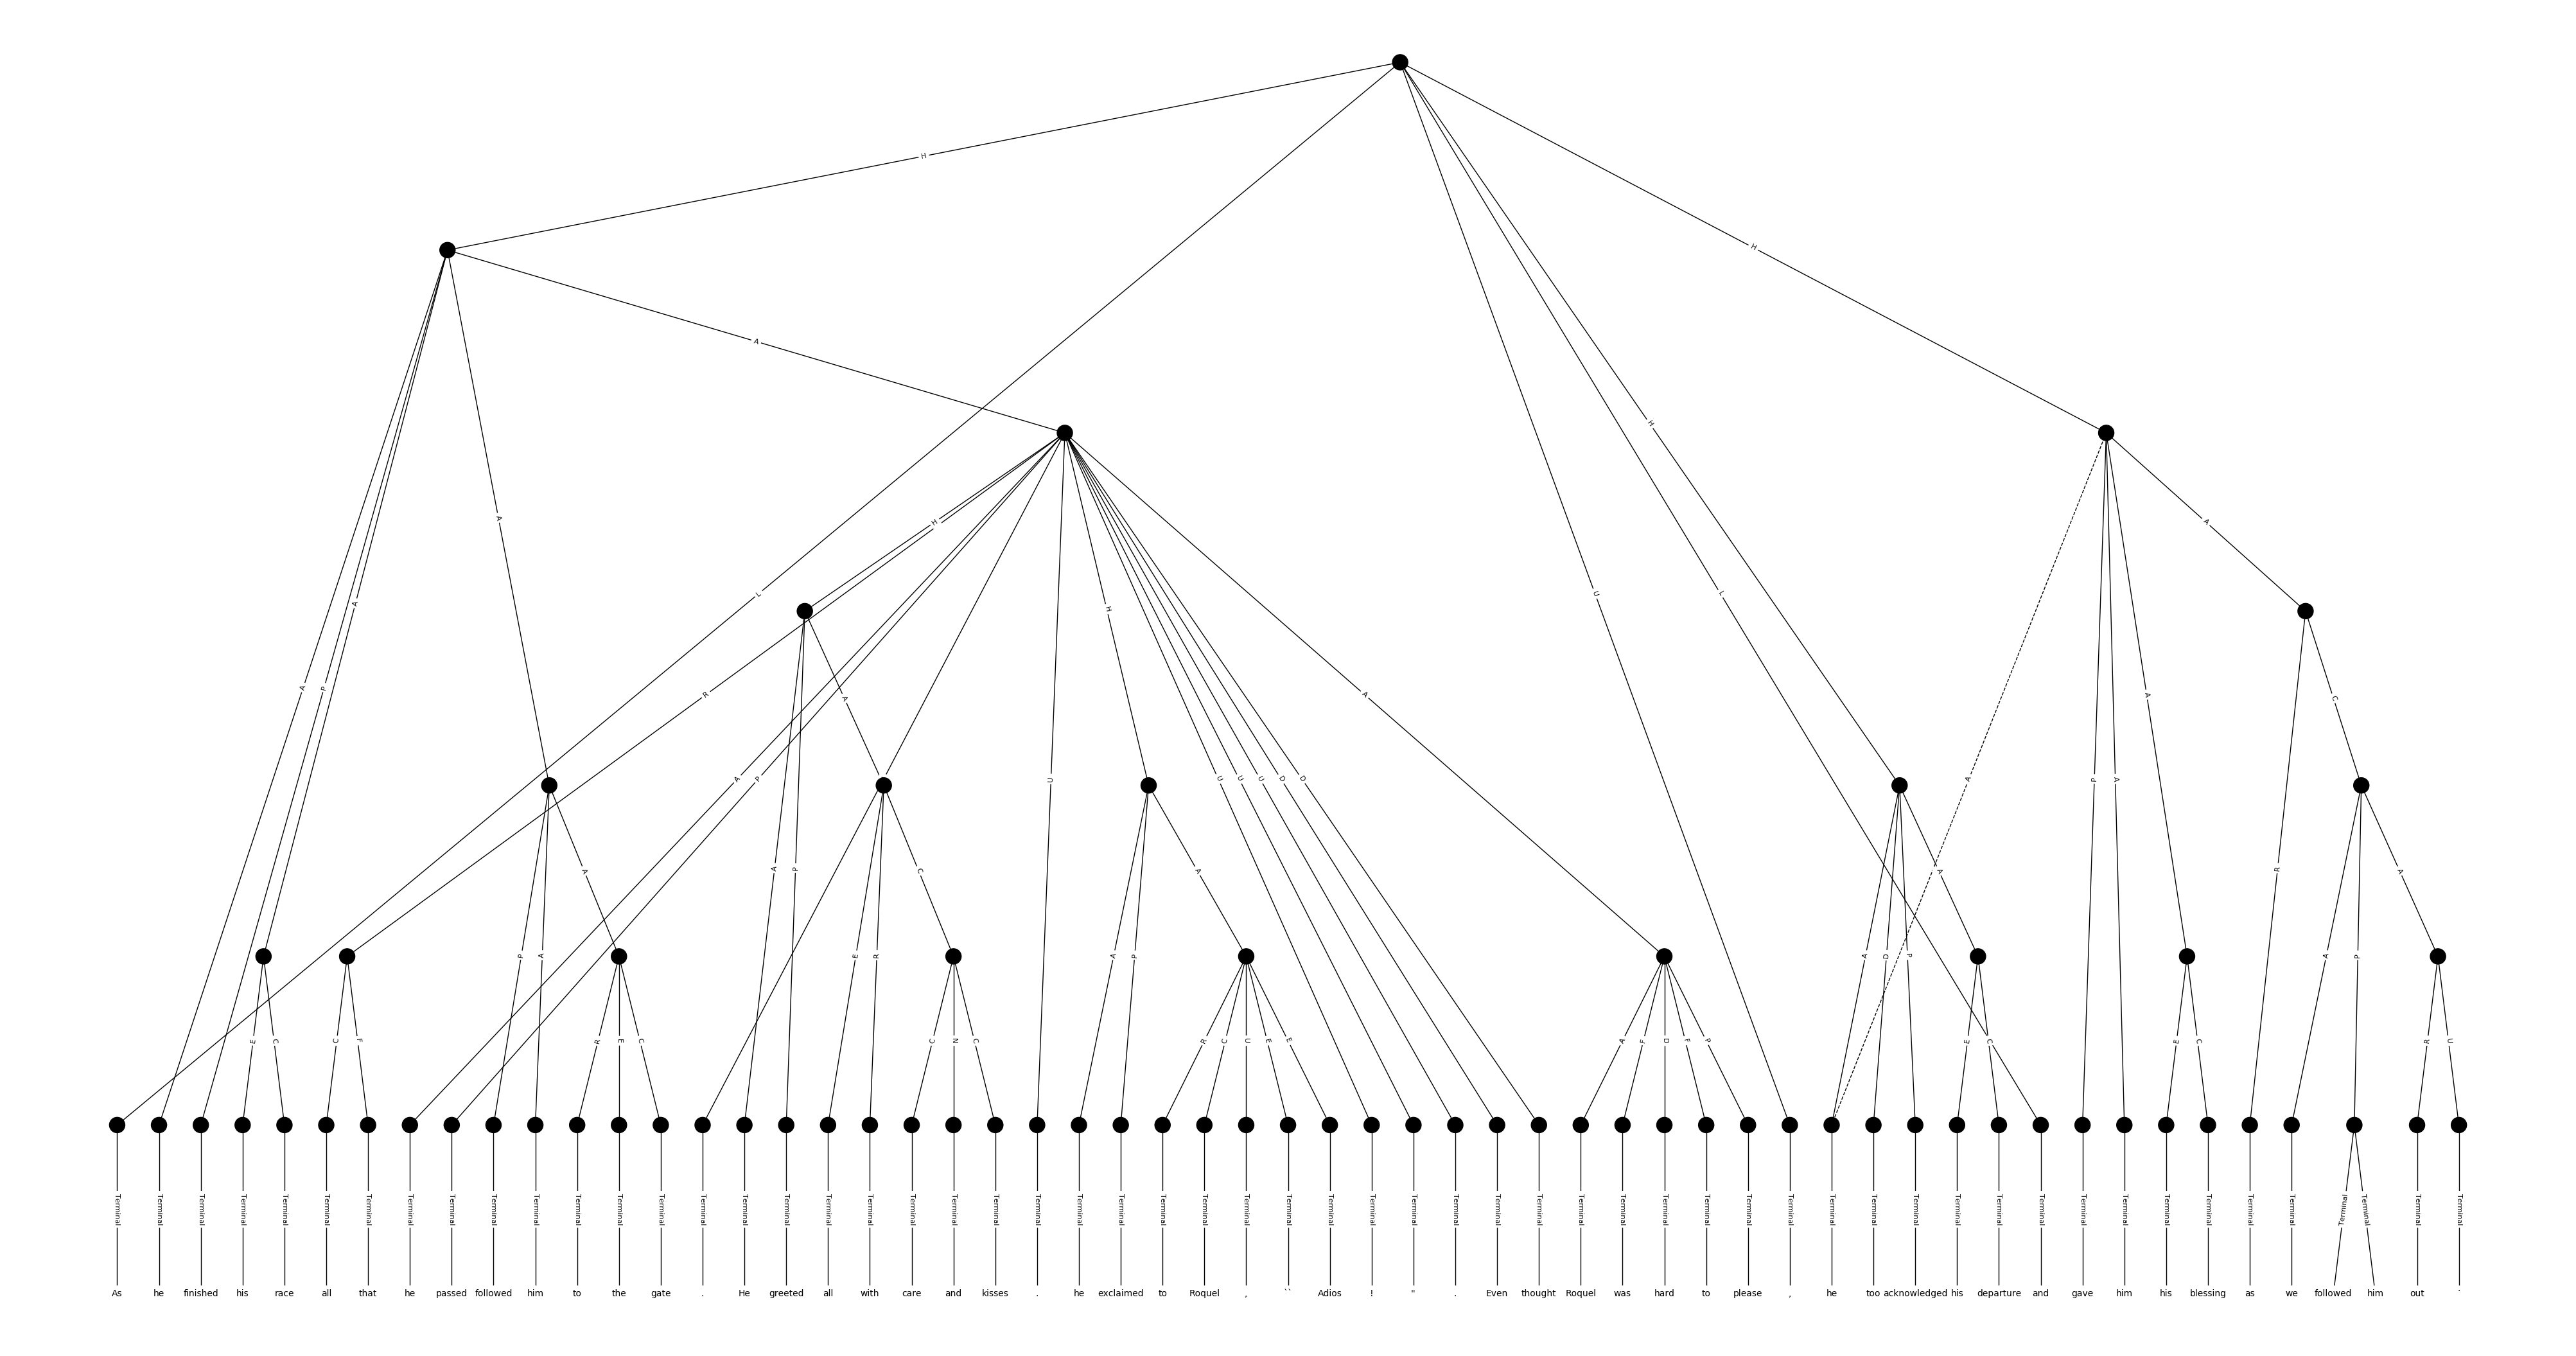 H
H
A
H
L
H
A
A
H
U
L
H
A
P
A
R
A
A
A
C
A
P
U
U
U
U
D
D
P
A
A
A
P
A
C
R
A
P
A
E
R
A
P
A
D
P
A
P
E
C
C
F
R
E
C
C
N
C
R
C
U
E
E
A
F
D
F
P
E
C
E
C
R
U
Terminal Terminal Terminal Terminal Terminal Terminal Terminal Terminal Terminal Terminal Terminal Terminal Terminal Terminal Terminal Terminal Terminal Terminal Terminal Terminal Terminal Terminal Terminal Terminal Terminal Terminal Terminal Terminal Terminal Terminal Terminal Terminal Terminal Terminal Terminal Terminal Terminal Terminal Terminal Terminal Terminal Terminal Terminal Terminal Terminal Terminal Terminal Terminal Terminal Terminal Terminal Terminal Terminal Terminal Terminal Terminal Terminal
As he finished his race all that he passed followed him to the gate . He greeted all with care and kisses . he exclaimed to Roquel , `` Adios ! " . Even thought Roquel was hard to please , he too acknowledged his departure and gave him his blessing as we followed him out .